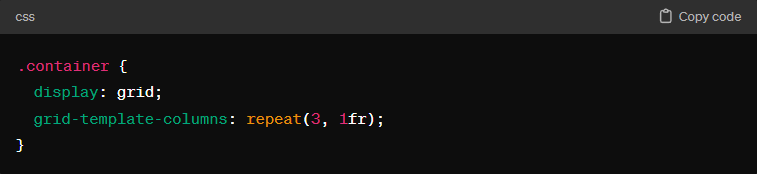 css Copy code
.container {
  display: grid;
  grid-template-columns: repeat(3, 1fr);
}